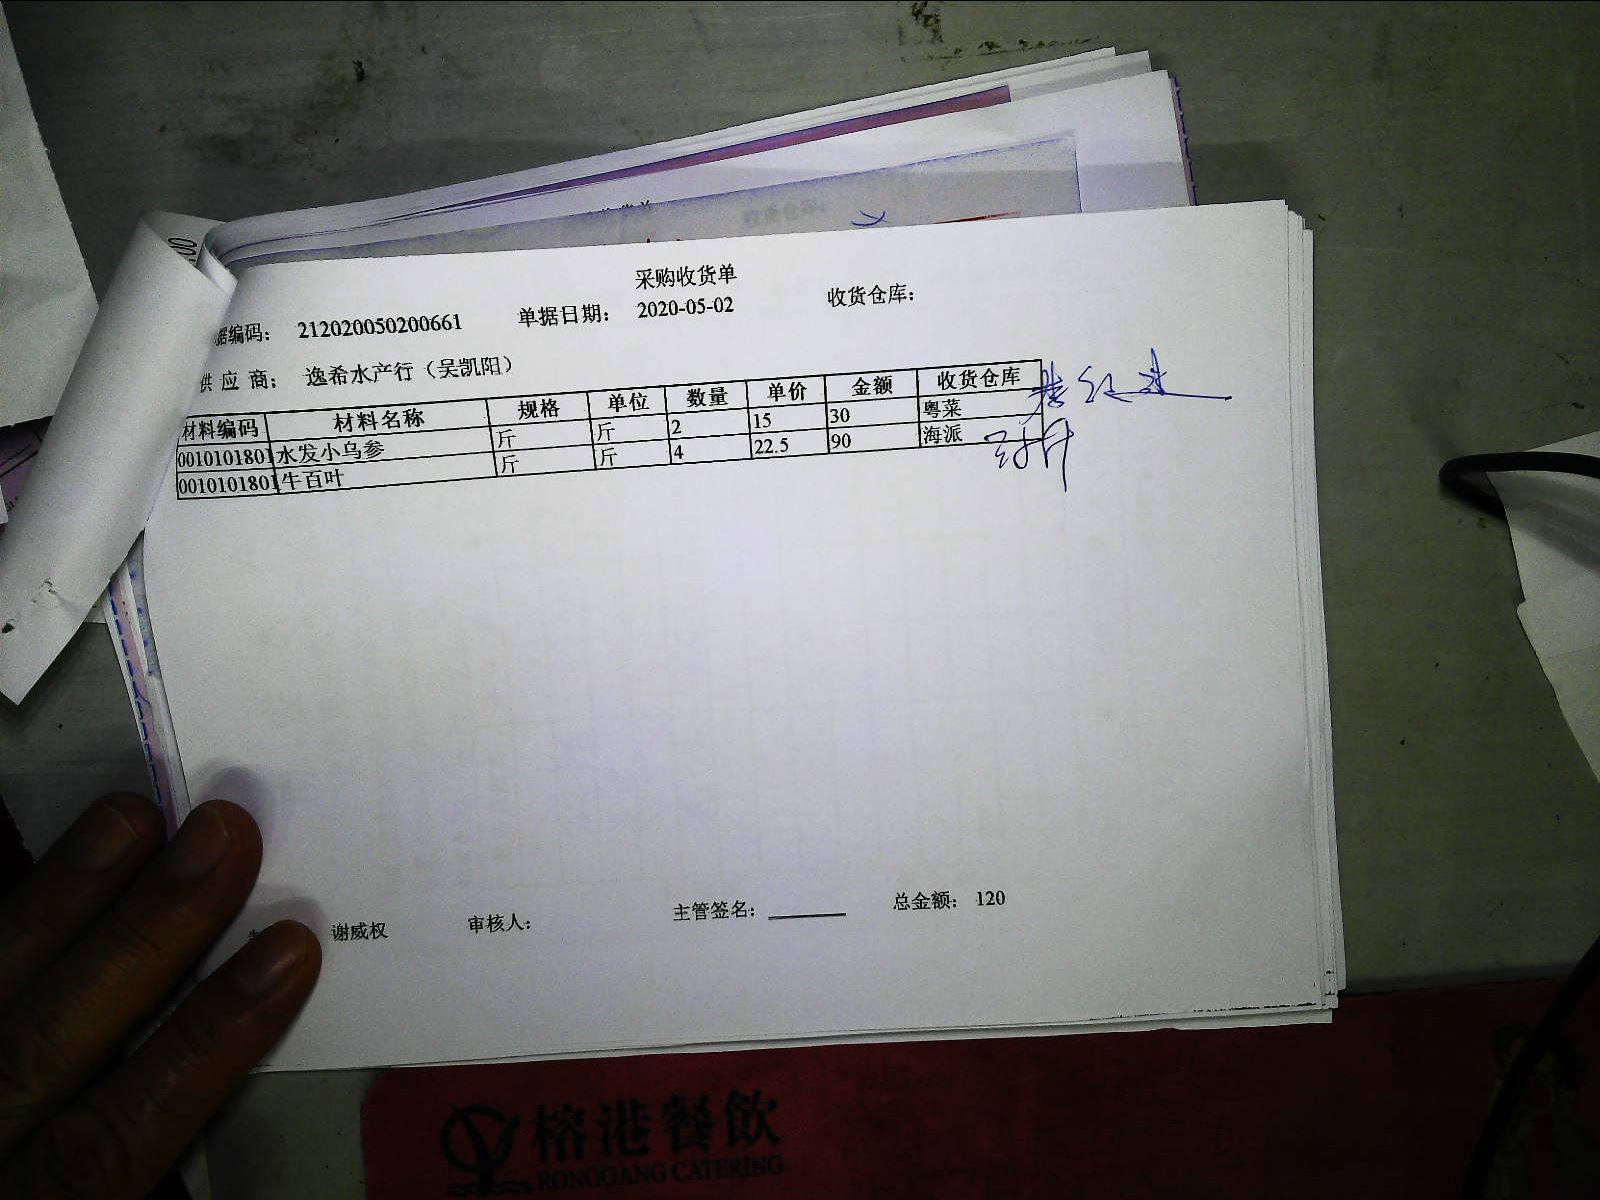 采购收货单
据编码： 212020050200661 单据日期： 2020-05-02 收货仓库：
供应商： 逸希水产行（吴凯阳）
材料编码 材料名称 规格 单位 数量 单价 金额 收货仓库
0010101801 水发小乌参 斤 斤 2 15 30 粤菜
0010101801 牛百叶 斤 斤 4 22.5 90 海派
谢威权 审核人： 主管签名： 总金额： 120
榕港餐飲
RONGGANG CATERING